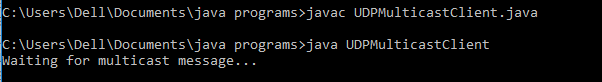 C:\Users\Dell\Documents\java programs>javac UDPMulticastClient.java
C:\Users\Dell\Documents\java programs>java UDPMulticastClient
Waiting for multicast message...